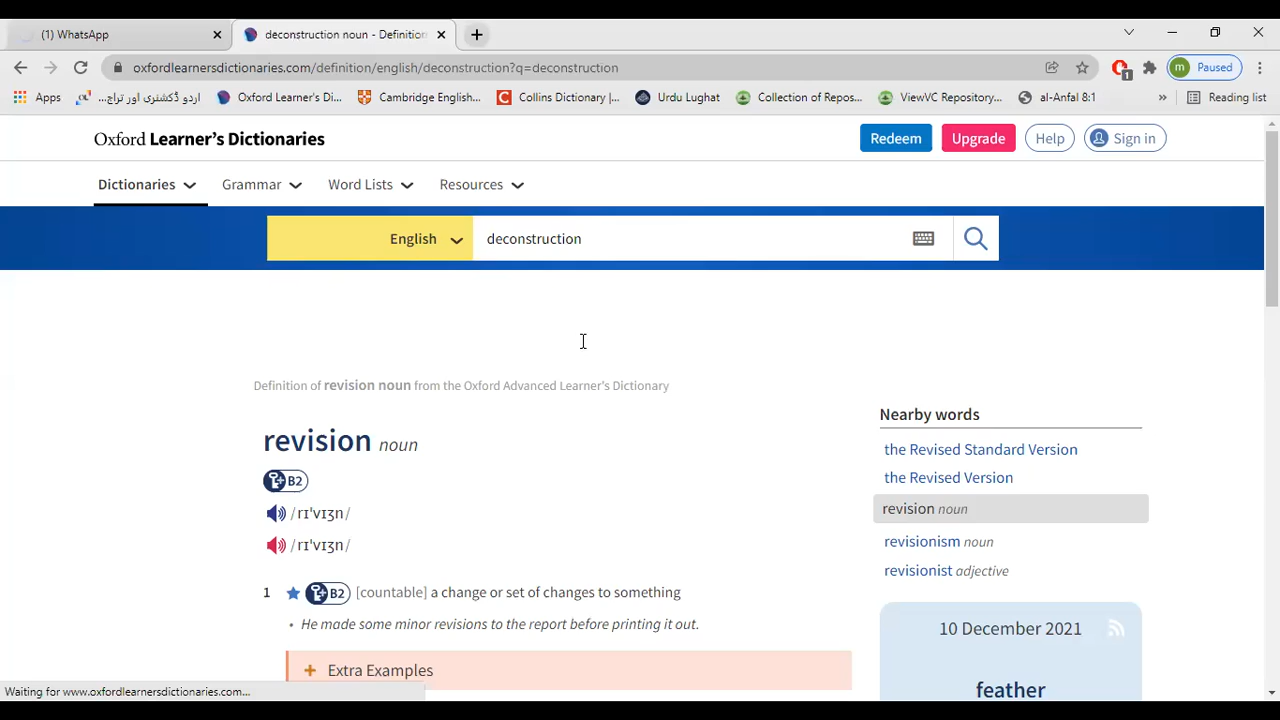 (1) WhatsApp
deconstruction noun - Definition
oxfordlearnersdictionaries.com/definition/english/deconstruction?q=deconstruction
m Paused
Apps
اردو ڈکشنری اور تراج...
Oxford Learner's Di...
Cambridge English...
Collins Dictionary |...
Urdu Lughat
Collection of Repos...
ViewVC Repository...
al-Anfal 8:1
»
Reading list
Oxford Learner's Dictionaries
Redeem
Upgrade
Help
Sign in
Dictionaries
Grammar
Word Lists
Resources
English
deconstruction
Definition of revision noun from the Oxford Advanced Learner's Dictionary
revision noun
B2
/rɪˈvɪʒn/
/rɪˈvɪʒn/
1 B2 [countable] a change or set of changes to something
• He made some minor revisions to the report before printing it out.
+ Extra Examples
Nearby words
the Revised Standard Version
the Revised Version
revision noun
revisionism noun
revisionist adjective
10 December 2021
feather
Waiting for www.oxfordlearnersdictionaries.com...